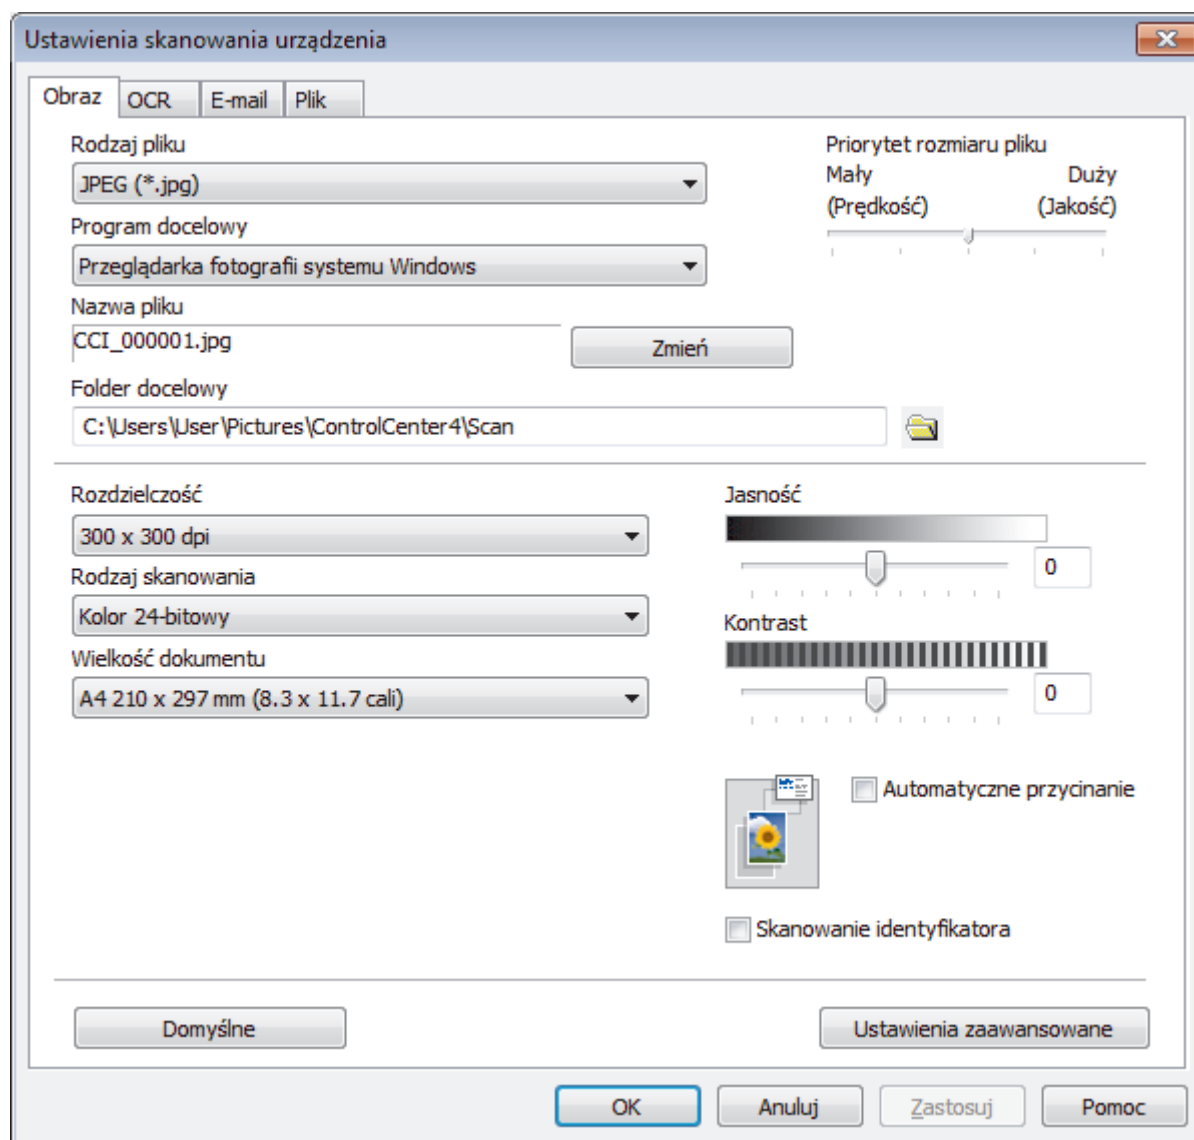 Ustawienia skanowania urządzenia
Obraz
OCR
E-mail
Plik
Rodzaj pliku
JPEG (*.jpg)
Program docelowy
Przeglądarka fotografii systemu Windows
Nazwa pliku
CCI_000001.jpg
Zmień
Folder docelowy
C:\Users\User\Pictures\ControlCenter4\Scan
Priorytet rozmiaru pliku
Mały Duży
(Prędkość) (Jakość)
Rozdzielczość
300 x 300 dpi
Rodzaj skanowania
Kolor 24-bitowy
Wielkość dokumentu
A4 210 x 297 mm (8.3 x 11.7 cali)
Jasność
0
Kontrast
0
Automatyczne przycinanie
Skanowanie identyfikatora
Domyślne
Ustawienia zaawansowane
OK
Anuluj
Zastosuj
Pomoc